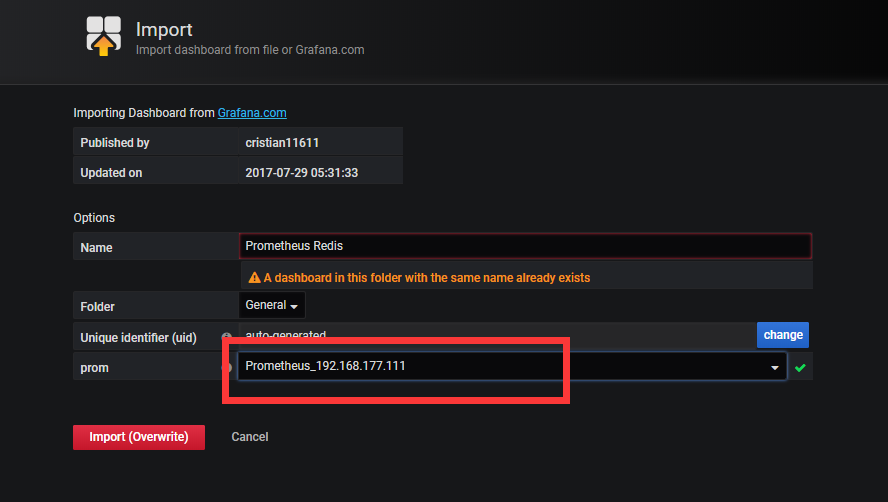 Import
Import dashboard from file or Grafana.com
Importing Dashboard from Grafana.com
Published by cristian11611
Updated on 2017-07-29 05:31:33
Options
Name Prometheus Redis
A dashboard in this folder with the same name already exists
Folder General
Unique identifier (uid) auto-generated change
prom Prometheus_192.168.177.111
Import (Overwrite) Cancel